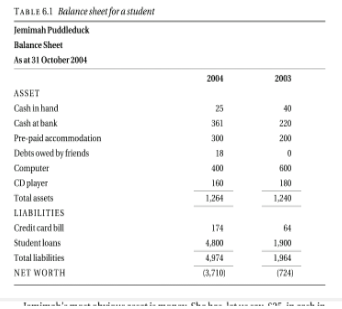 TABLE 6.1 Balance sheet for a student
Jemimah Puddleduck
Balance Sheet
As at 31 October 2004
2004 2003
ASSET
Cash in hand 25 40
Cash at bank 361 220
Pre-paid accommodation 300 200
Debts owed by friends 18 0
Computer 400 600
CD player 160 180
Total assets 1,264 1,240
LIABILITIES
Credit card bill 174 64
Student loans 4,800 1,900
Total liabilities 4,974 1,964
NET WORTH (3,710) (724)